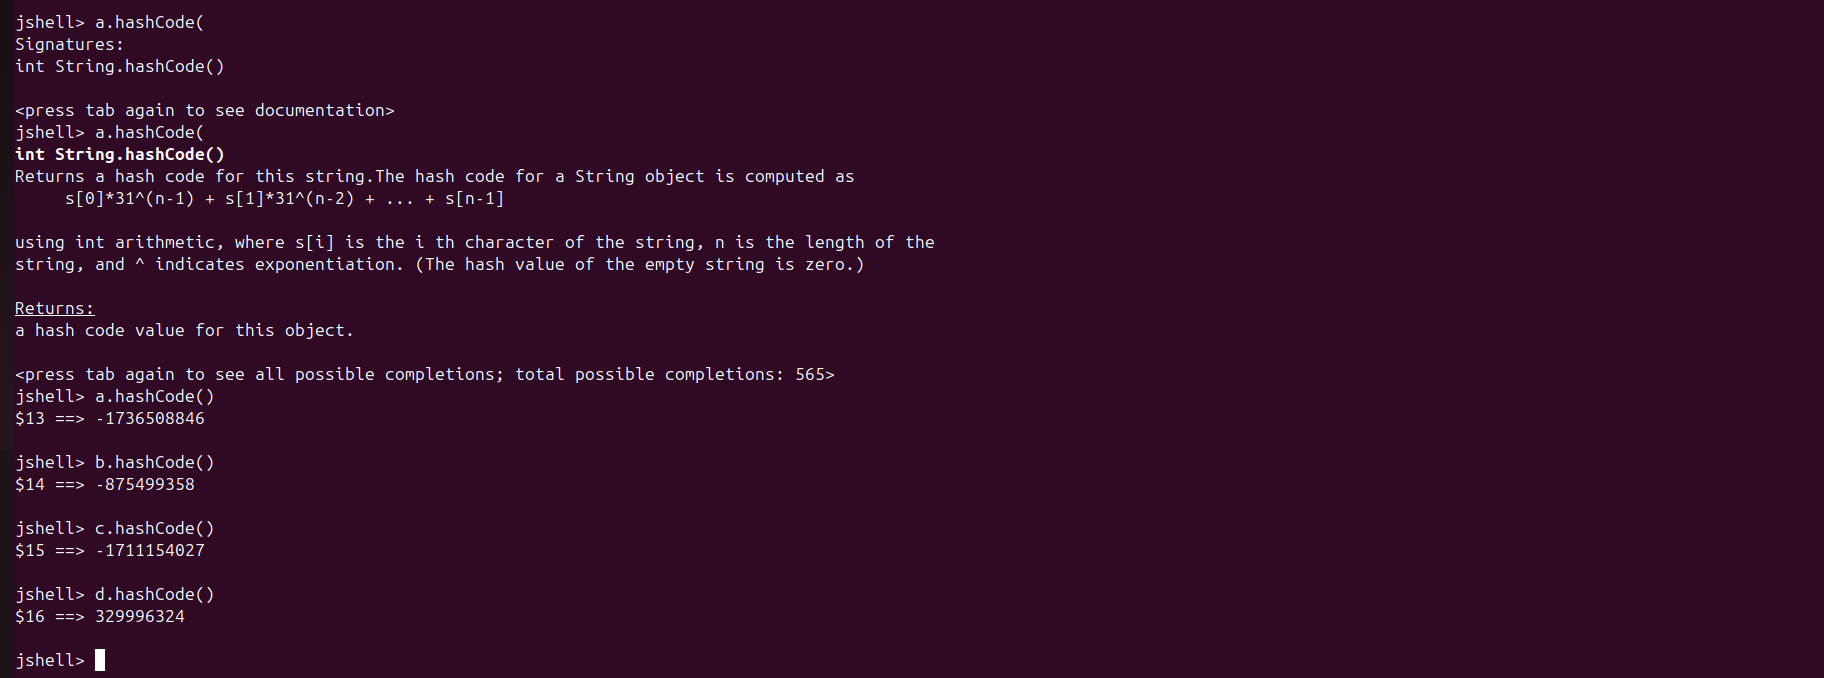 jshell> a.hashCode(
Signatures:
int String.hashCode()
<press tab again to see documentation>
jshell> a.hashCode(
int String.hashCode()
Returns a hash code for this string.The hash code for a String object is computed as
s[0]*31^(n-1) + s[1]*31^(n-2) + ... + s[n-1]
using int arithmetic, where s[i] is the i th character of the string, n is the length of the
string, and ^ indicates exponentiation. (The hash value of the empty string is zero.)
Returns:
a hash code value for this object.
<press tab again to see all possible completions; total possible completions: 565>
jshell> a.hashCode()
$13 ==> -1736508846
jshell> b.hashCode()
$14 ==> -875499358
jshell> c.hashCode()
$15 ==> -1711154027
jshell> d.hashCode()
$16 ==> 329996324
jshell>